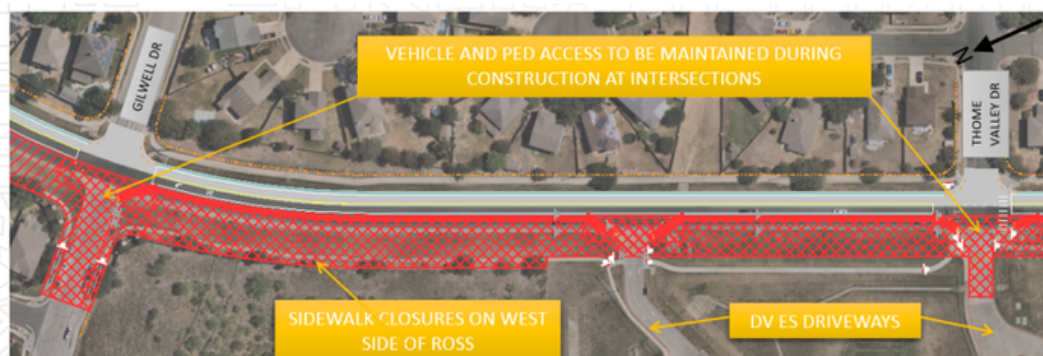 GILWELL DR
VEHICLE AND PED ACCESS TO BE MAINTAINED DURING
CONSTRUCTION AT INTERSECTIONS
N
THOME
VALLEY DR
SIDEWALK CLOSURES ON WEST
SIDE OF ROSS
DV ES DRIVEWAYS